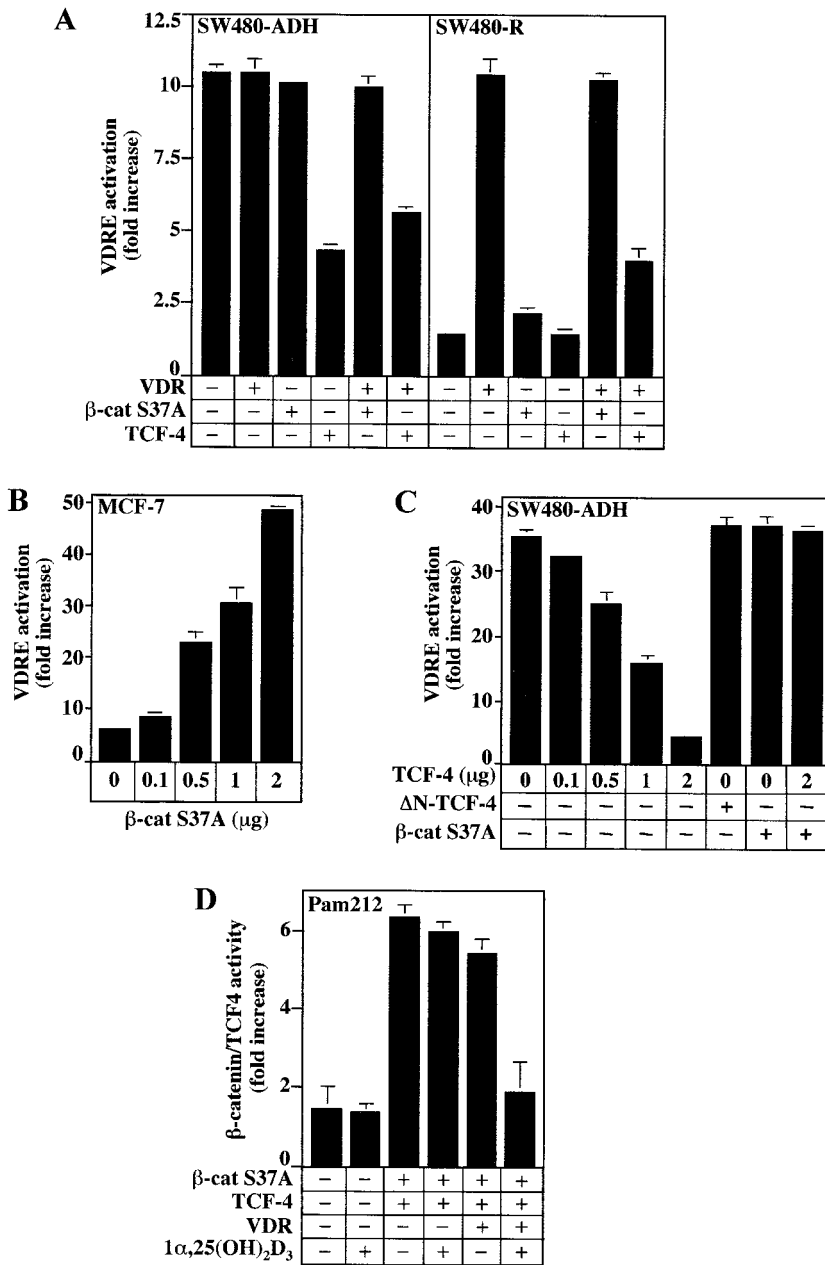 A
SW480-ADH
SW480-R
VDRE activation
(fold increase)
12.5
10
7.5
5
2.5
0
VDR – + – – + + – + – – + +
β-cat S37A – – + – + – – – + – + –
TCF-4 – – – + – + – – – + – +
B
MCF-7
VDRE activation
(fold increase)
50
40
30
20
10
0
0 0.1 0.5 1 2
β-cat S37A (μg)
C
SW480-ADH
VDRE activation
(fold increase)
40
30
20
10
0
TCF-4 (μg) 0 0.1 0.5 1 2 0 0 2
ΔN-TCF-4 – – – – – + – –
β-cat S37A – – – – – – + +
D
Pam212
β-catenin/TCF4 activity
(fold increase)
6
4
2
0
β-cat S37A – – + + + +
TCF-4 – – + + + +
VDR – – – – + +
1α,25(OH)₂D₃ – + – + – +